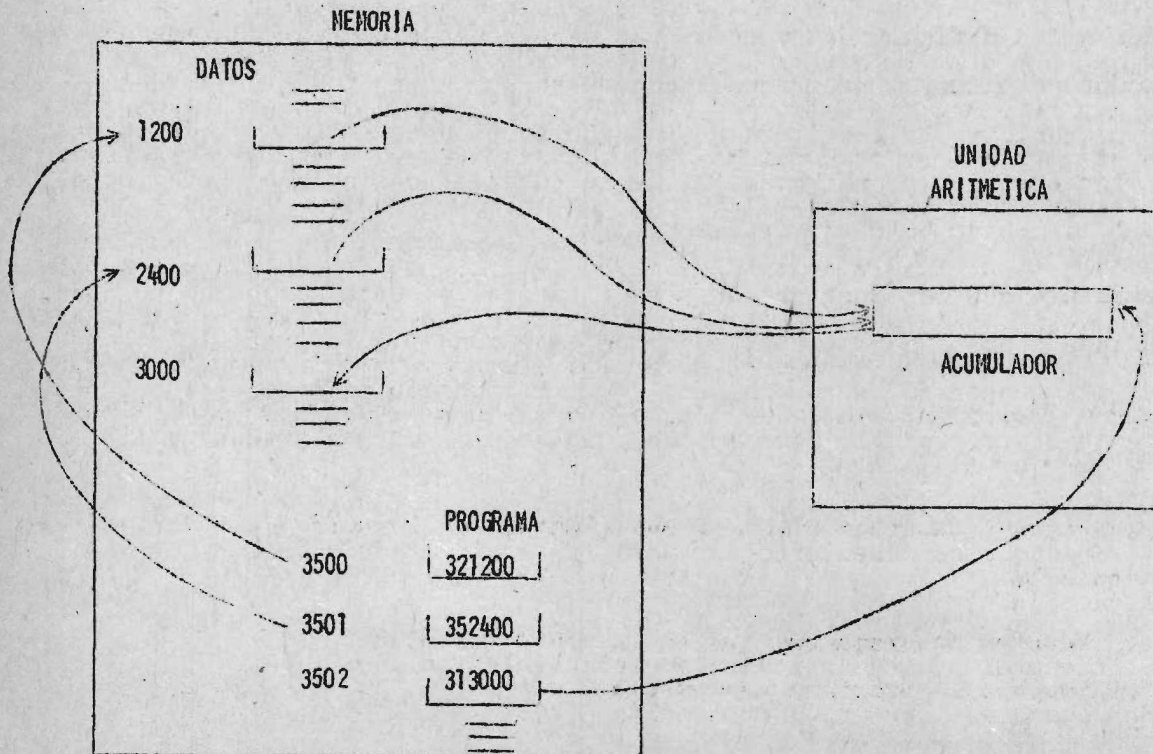 MEMORIA
DATOS
1200
2400
3000
UNIDAD
ARITMETICA
ACUMULADOR
PROGRAMA
3500 321200
3501 352400
3502 313000